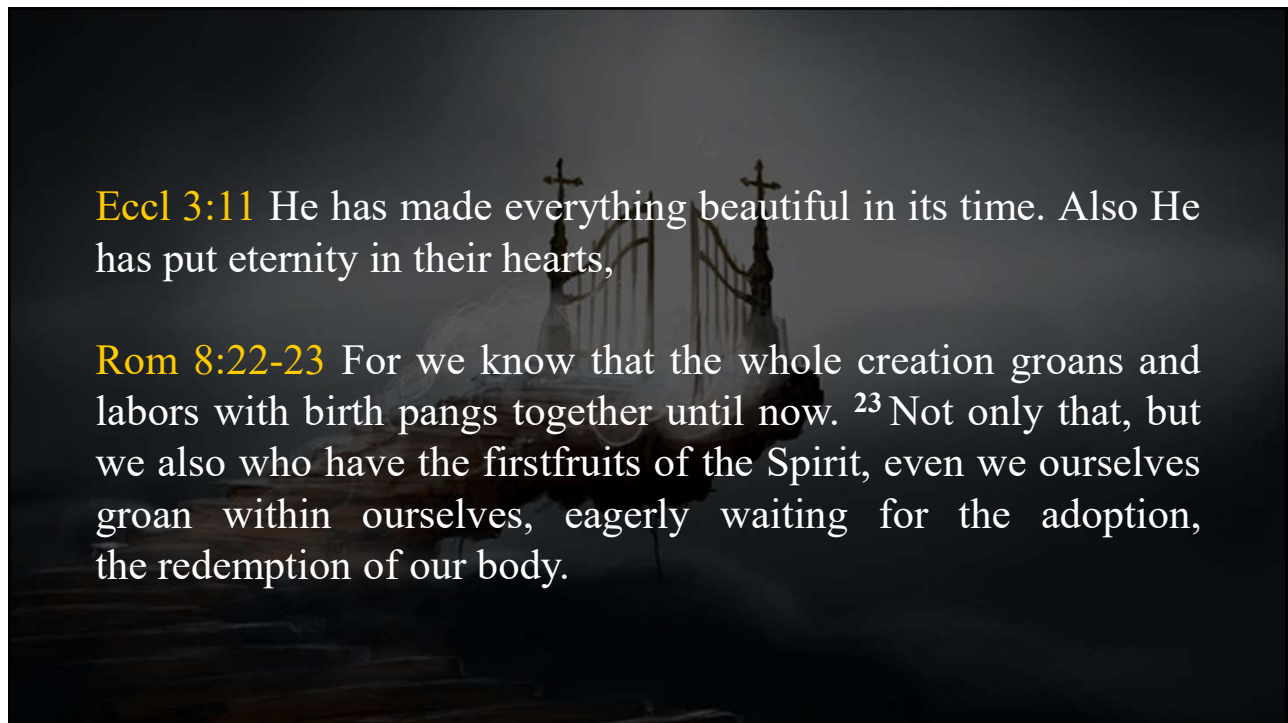 Eccl 3:11 He has made everything beautiful in its time. Also He
has put eternity in their hearts,
Rom 8:22-23 For we know that the whole creation groans and
labors with birth pangs together until now. 23 Not only that, but
we also who have the firstfruits of the Spirit, even we ourselves
groan within ourselves, eagerly waiting for the adoption,
the redemption of our body.